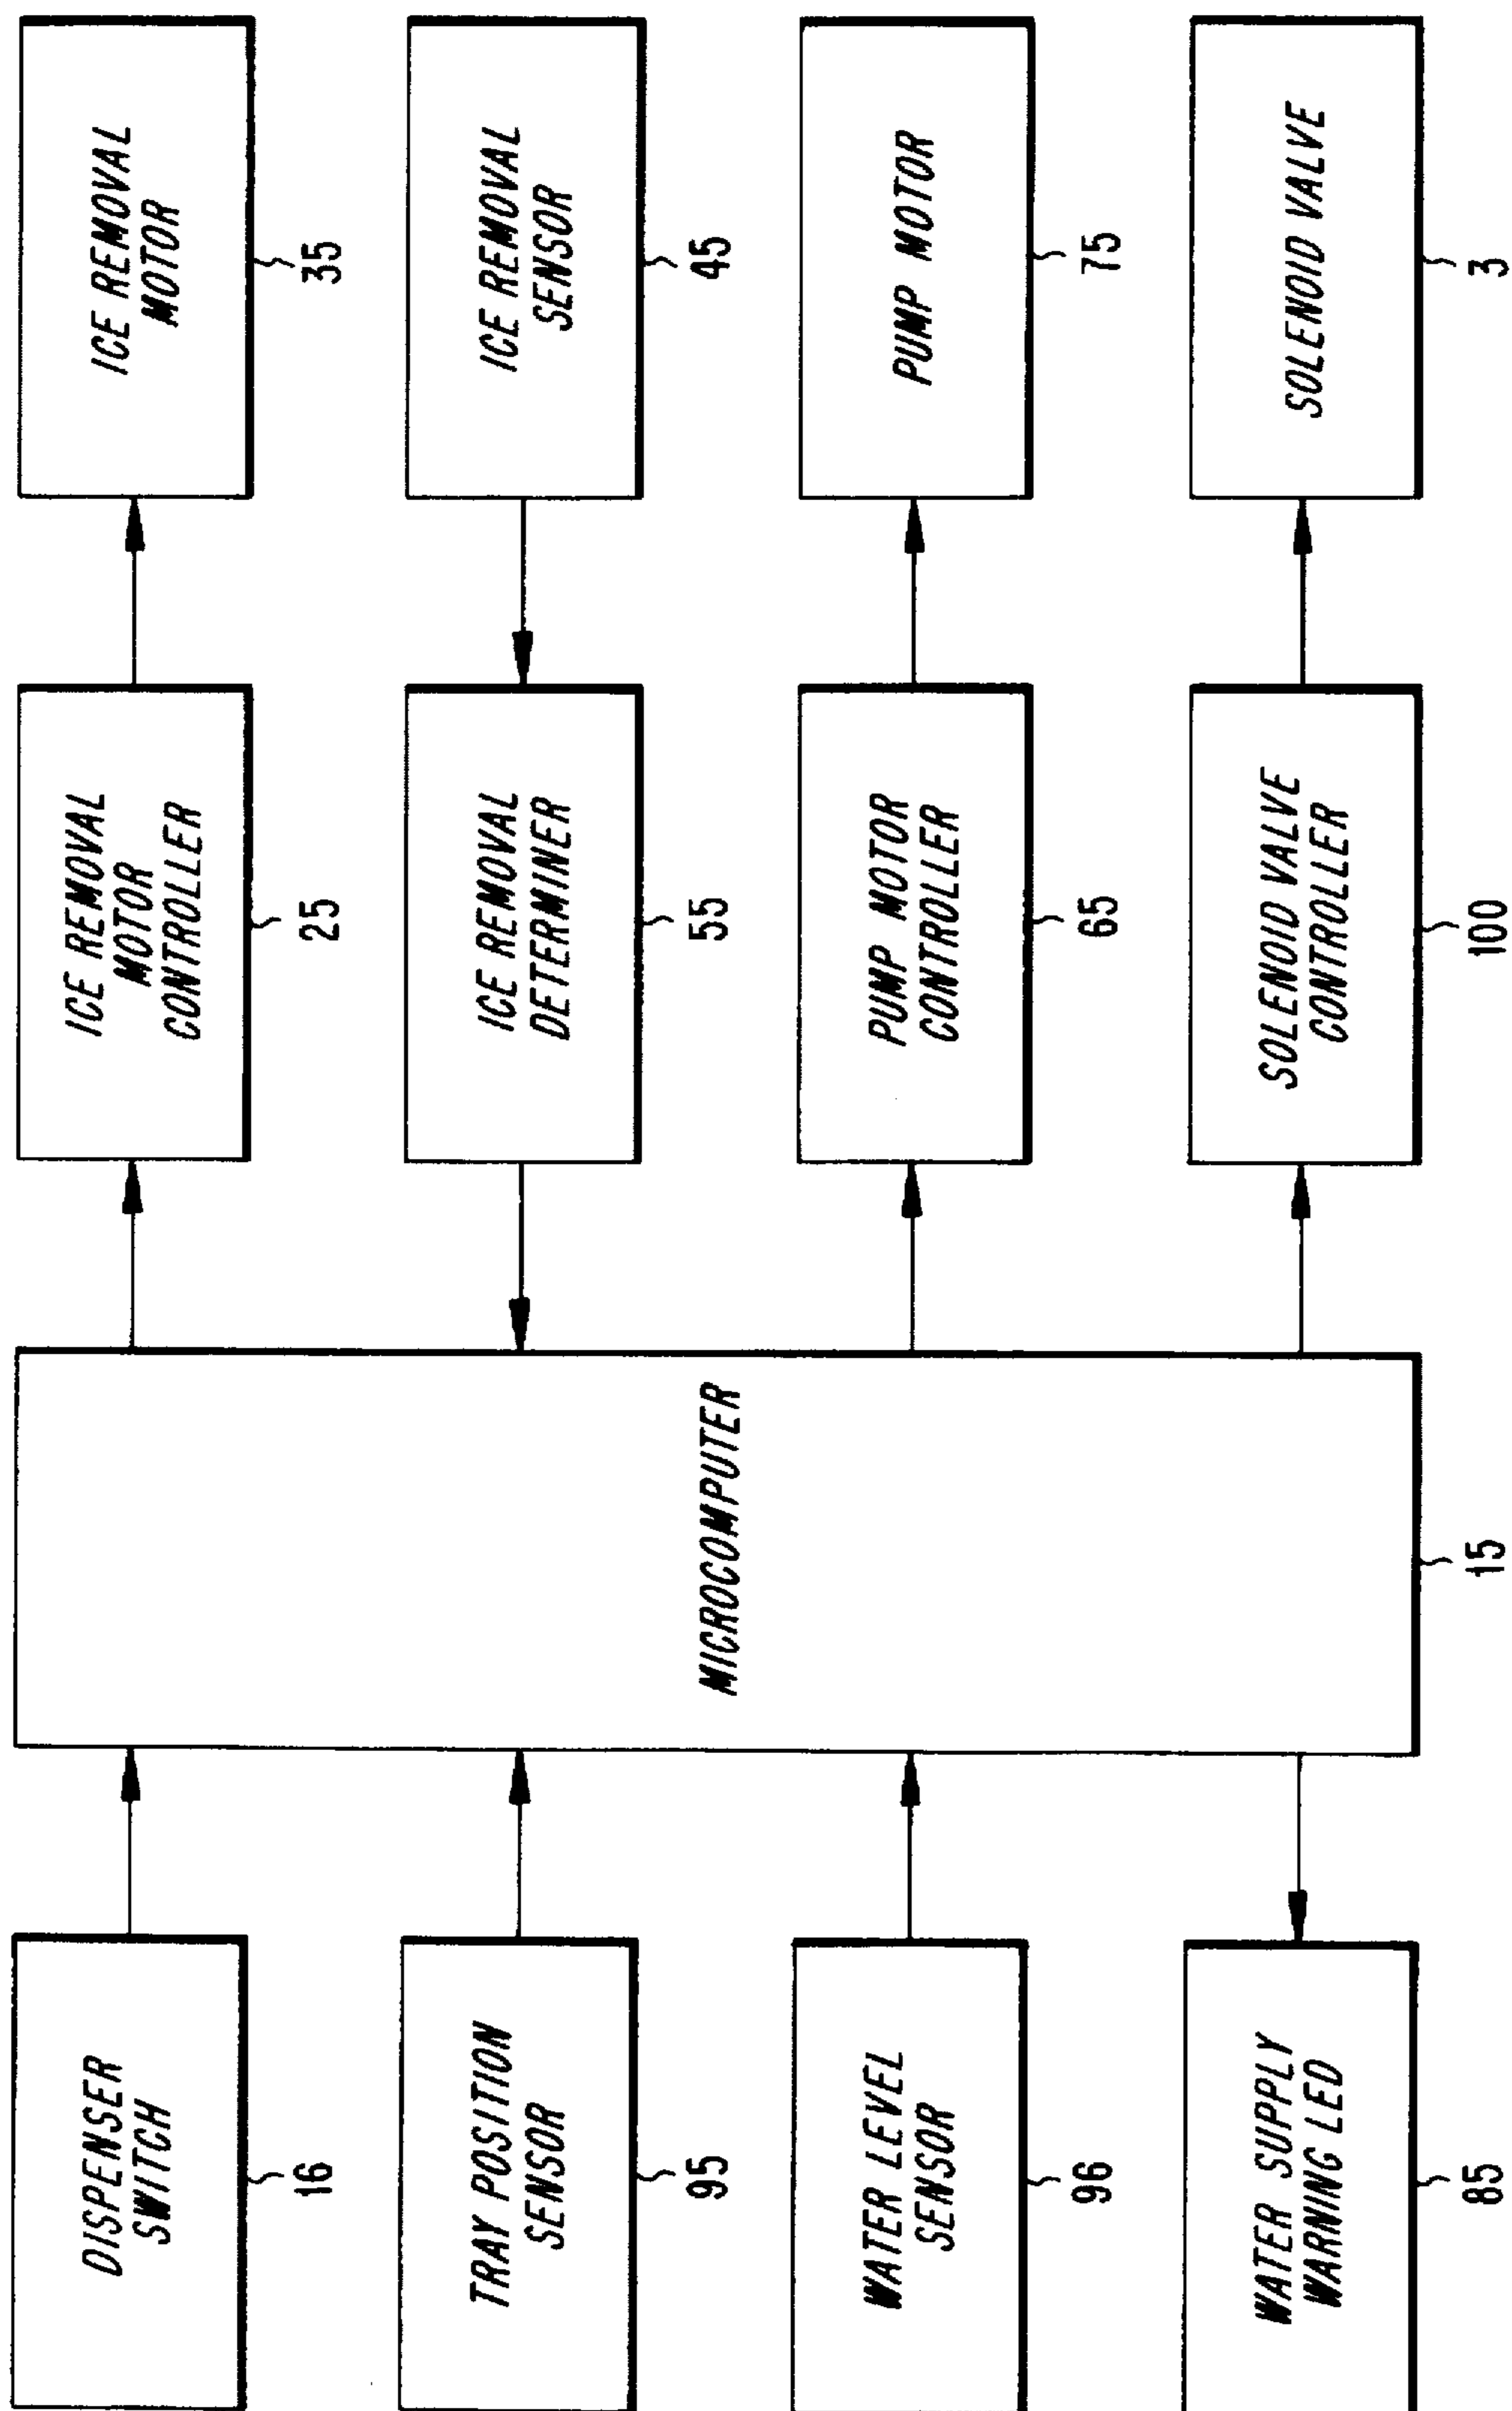 DISPENSER
SWITCH
16
TRAY POSITION
SENSOR
95
WATER LEVEL
SENSOR
96
WATER SUPPLY
WARNING LED
85
MICROCOMPUTER
15
ICE REMOVAL
MOTOR
CONTROLLER
25
ICE REMOVAL
DETERMINER
55
PUMP MOTOR
CONTROLLER
65
SOLENOID VALVE
CONTROLLER
100
ICE REMOVAL
MOTOR
35
ICE REMOVAL
SENSOR
45
PUMP MOTOR
75
SOLENOID VALVE
3